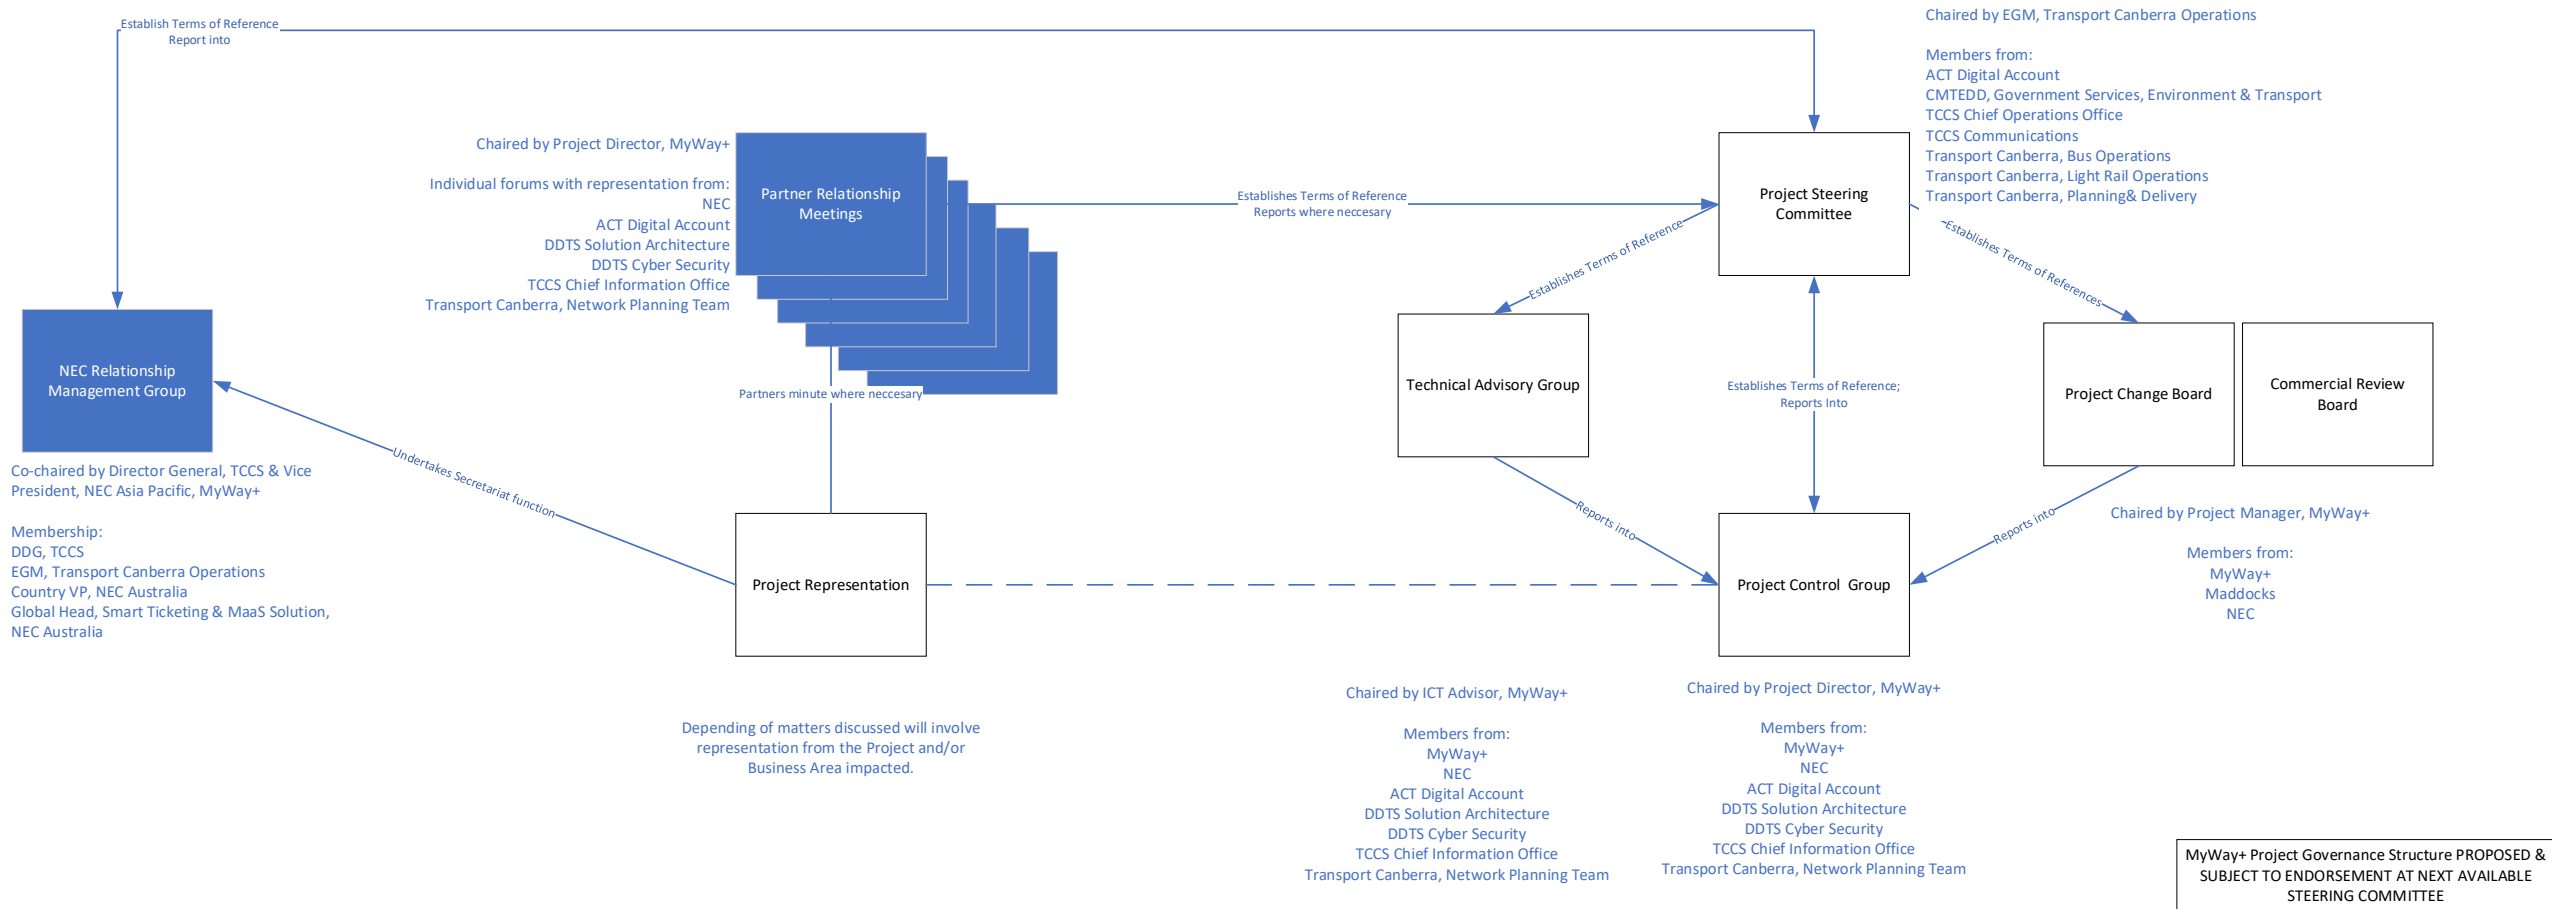 Establish Terms of Reference
Report into
Chaired by EGM, Transport Canberra Operations
Members from:
ACT Digital Account
CMTEDD, Government Services, Environment & Transport
TCCS Chief Operations Office
TCCS Communications
Transport Canberra, Bus Operations
Transport Canberra, Light Rail Operations
Transport Canberra, Planning& Delivery
Chaired by Project Director, MyWay+
Individual forums with representation from:
NEC
ACT Digital Account
DDTS Solution Architecture
DDTS Cyber Security
TCCS Chief Information Office
Transport Canberra, Network Planning Team
Partner Relationship
Meetings
Establishes Terms of Reference
Reports where neccesary
Project Steering
Committee
Establishes Terms of Reference
Establishes Terms of References
NEC Relationship
Management Group
Partners minute where neccesary
Technical Advisory Group
Establishes Terms of Reference;
Reports Into
Project Change Board
Commercial Review
Board
Co-chaired by Director General, TCCS & Vice
President, NEC Asia Pacific, MyWay+
Membership:
DDG, TCCS
EGM, Transport Canberra Operations
Country VP, NEC Australia
Global Head, Smart Ticketing & MaaS Solution,
NEC Australia
Undertakes Secretariat function
Project Representation
Reports into
Project Control  Group
Reports into
Chaired by Project Manager, MyWay+
Members from:
MyWay+
Maddocks
NEC
Depending of matters discussed will involve
representation from the Project and/or
Business Area impacted.
Chaired by ICT Advisor, MyWay+
Members from:
MyWay+
NEC
ACT Digital Account
DDTS Solution Architecture
DDTS Cyber Security
TCCS Chief Information Office
Transport Canberra, Network Planning Team
Chaired by Project Director, MyWay+
Members from:
MyWay+
NEC
ACT Digital Account
DDTS Solution Architecture
DDTS Cyber Security
TCCS Chief Information Office
Transport Canberra, Network Planning Team
MyWay+ Project Governance Structure PROPOSED &
SUBJECT TO ENDORSEMENT AT NEXT AVAILABLE
STEERING COMMITTEE